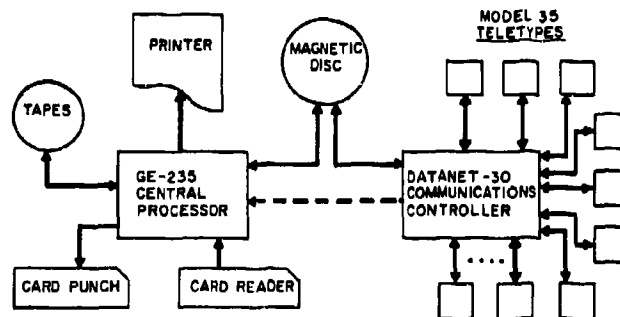 MODEL 35
TELETYPES
PRINTER
MAGNETIC
DISC
TAPES
GE-235
CENTRAL
PROCESSOR
DATANET -30
COMMUNICATIONS
CONTROLLER
CARD PUNCH
CARD READER